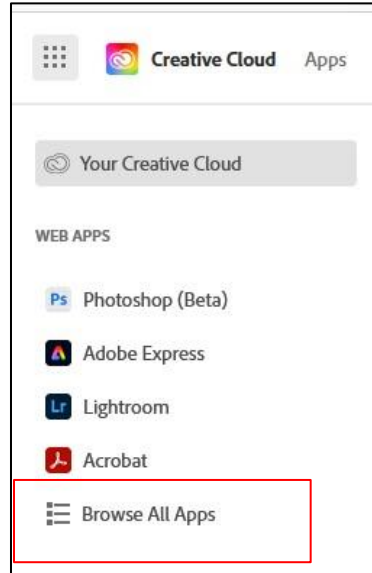 Creative Cloud Apps
Your Creative Cloud
WEB APPS
Ps Photoshop (Beta)
Adobe Express
Lr Lightroom
Acrobat
Browse All Apps